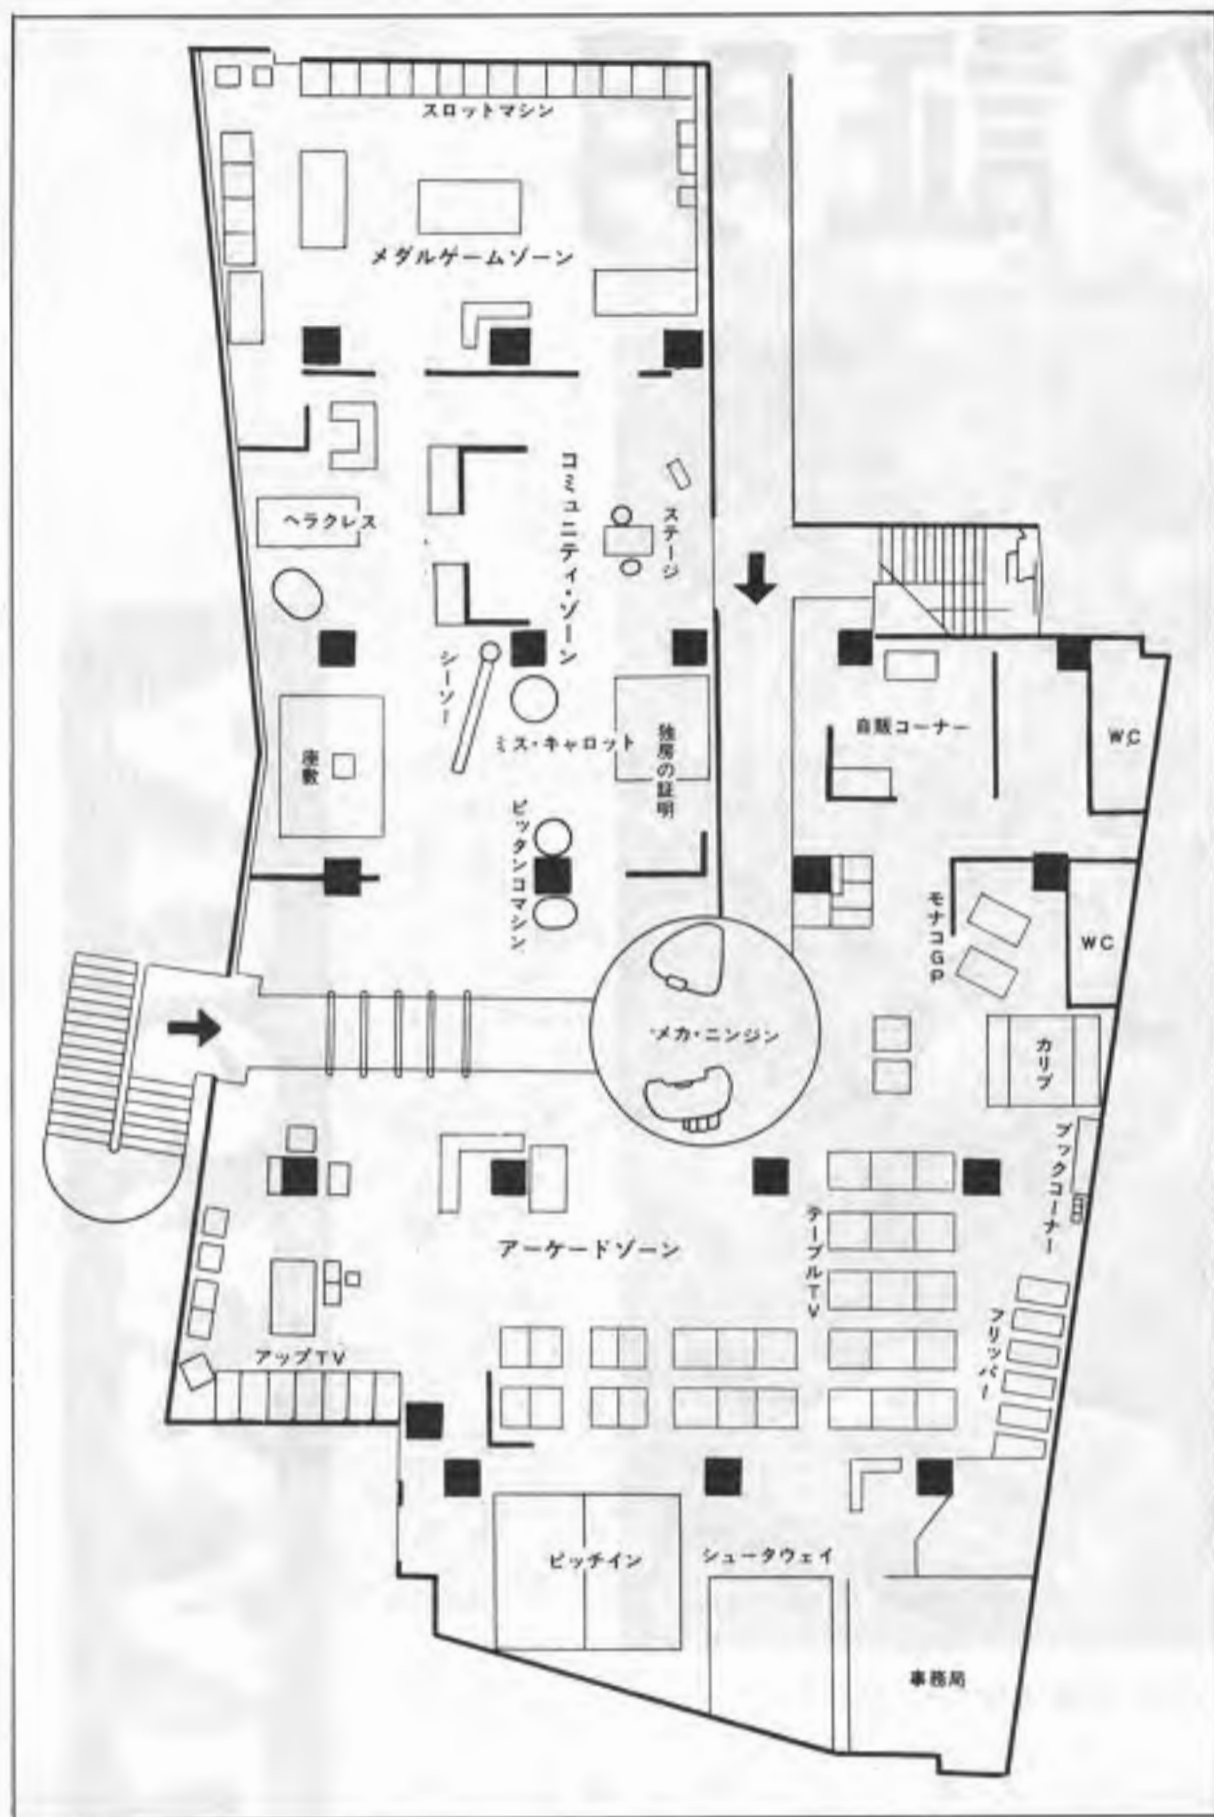 スロットマシン
メダルゲームゾーン
コミュニティ・ゾーン
ステージ
ヘラクレス
シーソー
ミス・キャロット
独房の証明
座敷
ピッタンコマシン
自販コーナー
WC
モナコGP
WC
メカ・ニンジン
カリブ
ブックコーナー
アーケードゾーン
テーブルTV
フリッパー
アップTV
ピッチイン
シュータウェイ
事務局